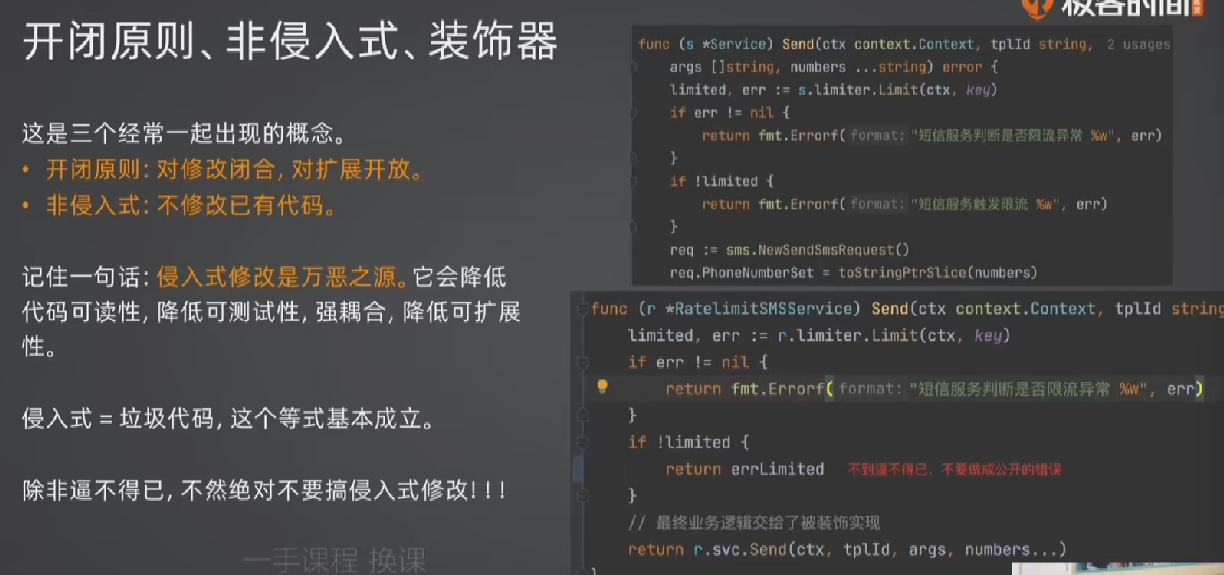 极客时间
开闭原则、非侵入式、装饰器
这是三个经常一起出现的概念。
• 开闭原则：对修改闭合，对扩展开放。
• 非侵入式：不修改已有代码。
记住一句话：侵入式修改是万恶之源。它会降低
代码可读性，降低可测试性，强耦合，降低可扩展
性。
侵入式 = 垃圾代码，这个等式基本成立。
除非逼不得已，不然绝对不要搞侵入式修改！！！
一手课程 换课
func (s *Service) Send(ctx context.Context, tplId string, 2 usages
args []string, numbers ...string) error {
limited, err := s.limiter.Limit(ctx, key)
if err != nil {
return fmt.Errorf( format: "短信服务判断是否限流异常 %w", err)
}
if !limited {
return fmt.Errorf( format: "短信服务触发限流 %w", err)
}
req := sms.NewSendSmsRequest()
req.PhoneNumberSet = toStringPtrSlice(numbers)
func (r *RatelimitSMSService) Send(ctx context.Context, tplId string
limited, err := r.limiter.Limit(ctx, key)
if err != nil {
return fmt.Errorf( format: "短信服务判断是否限流异常 %w", err)
}
if !limited {
return errLimited 不到逼不得已，不要做成公开的错误
}
// 最终业务逻辑交给了被装饰实现
return r.svc.Send(ctx, tplId, args, numbers...)
}